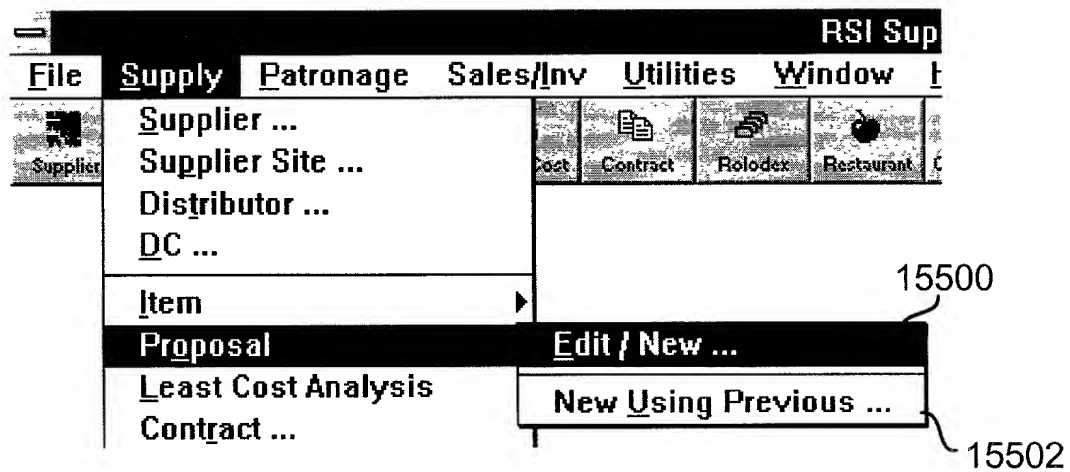 RSI Sup
File Supply Patronage Sales/Inv Utilities Window H
Supplier Cost Contract Rolodex Restaurant
Supplier ...
Supplier Site ...
Distributor ...
DC ...
15500
Item
Proposal Edit / New ...
Least Cost Analysis
New Using Previous ...
Contract ...
15502